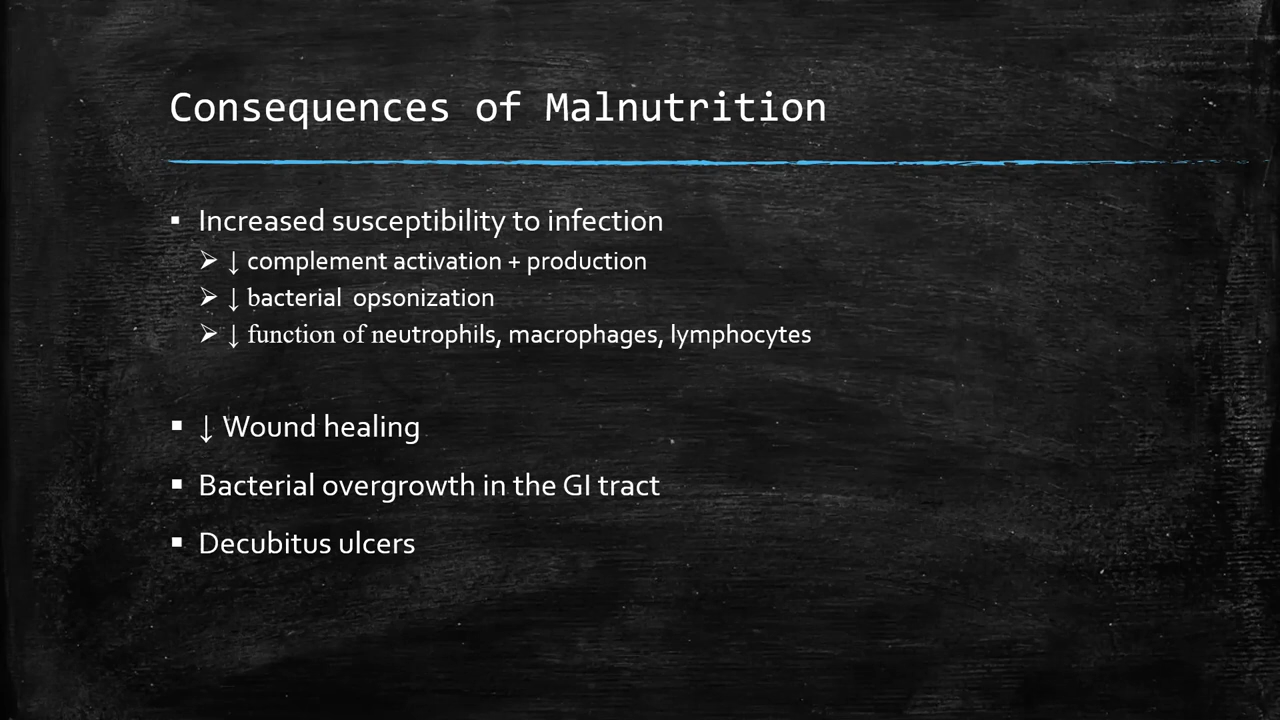 Consequences of Malnutrition
▪ Increased susceptibility to infection
➢ ↓ complement activation + production
➢ ↓ bacterial opsonization
➢ ↓ function of neutrophils, macrophages, lymphocytes
▪ ↓ Wound healing
▪ Bacterial overgrowth in the GI tract
▪ Decubitus ulcers